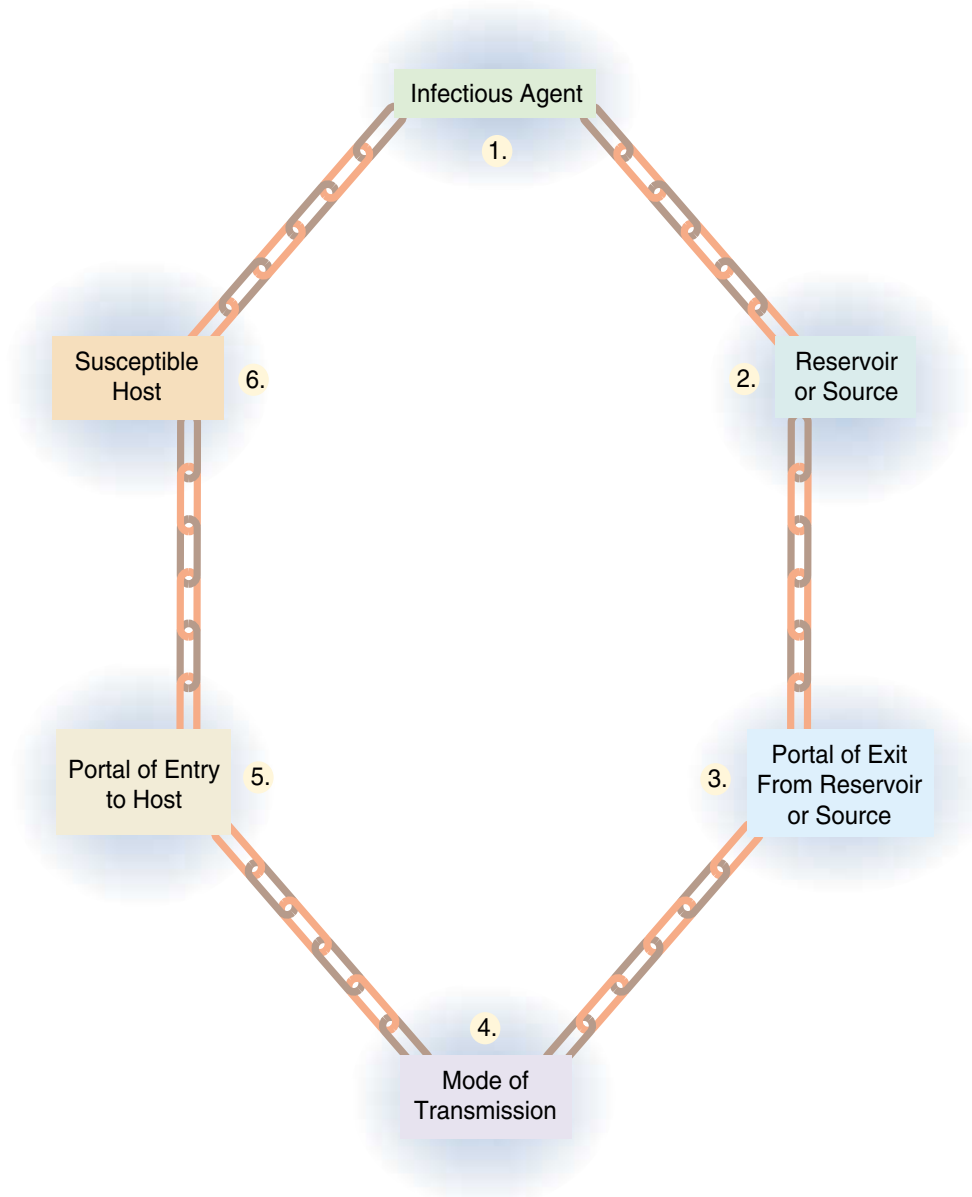 Infectious Agent
1.
Reservoir
or Source
2.
Portal of Exit
From Reservoir
or Source
3.
4.
Mode of
Transmission
Portal of Entry
to Host
5.
Susceptible
Host
6.